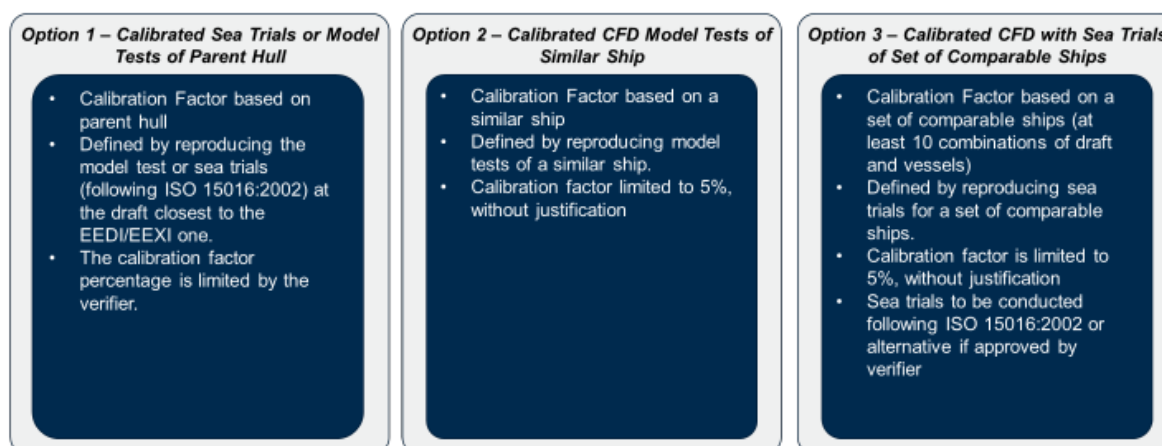 Option 1 – Calibrated Sea Trials or Model
Tests of Parent Hull
• Calibration Factor based on
parent hull
• Defined by reproducing the
model test or sea trials
(following ISO 15016:2002) at
the draft closest to the
EEDI/EEXI one.
• The calibration factor
percentage is limited by the
verifier.
Option 2 – Calibrated CFD Model Tests of
Similar Ship
• Calibration Factor based on a
similar ship
• Defined by reproducing model
tests of a similar ship.
• Calibration factor limited to 5%,
without justification
Option 3 – Calibrated CFD with Sea Trials
of Set of Comparable Ships
• Calibration Factor based on a
set of comparable ships (at
least 10 combinations of draft
and vessels)
• Defined by reproducing sea
trials for a set of comparable
ships.
• Calibration factor is limited to
5%, without justification
• Sea trials to be conducted
following ISO 15016:2002 or
alternative if approved by
verifier